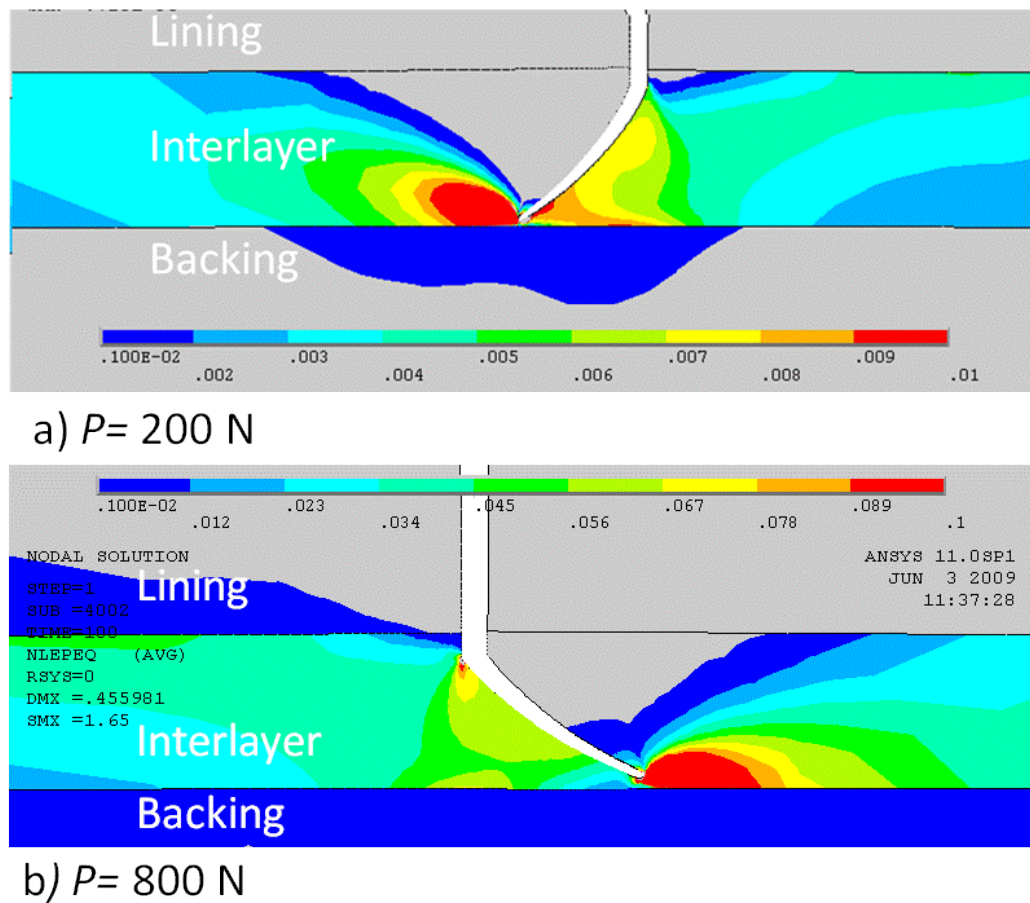 Lining
Interlayer
Backing
.100E-02 .003 .005 .007 .009
.002 .004 .006 .008 .01
a) P= 200 N
.100E-02 .023 .045 .067 .089
.012 .034 .056 .078 .1
NODAL SOLUTION
STEP=1
SUB =4002
TIME=100
NLEPEQ (AVG)
RSYS=0
DMX =.455981
SMX =1.65
ANSYS 11.0SP1
JUN 3 2009
11:37:28
Lining
Interlayer
Backing
b) P= 800 N